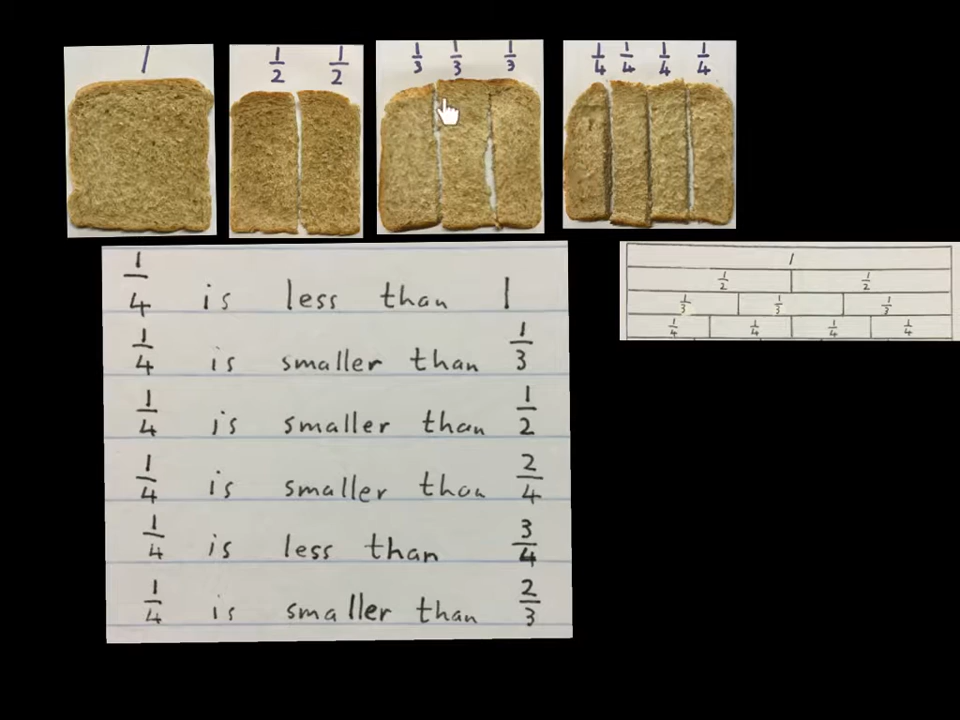 1
1/2 1/2
1/3 1/3 1/3
1/4 1/4 1/4 1/4
1/4 is less than 1
1/4 is smaller than 1/3
1/4 is smaller than 1/2
1/4 is smaller than 2/4
1/4 is less than 3/4
1/4 is smaller than 2/3
1
1/2 1/2
1/3 1/3 1/3
1/4 1/4 1/4 1/4